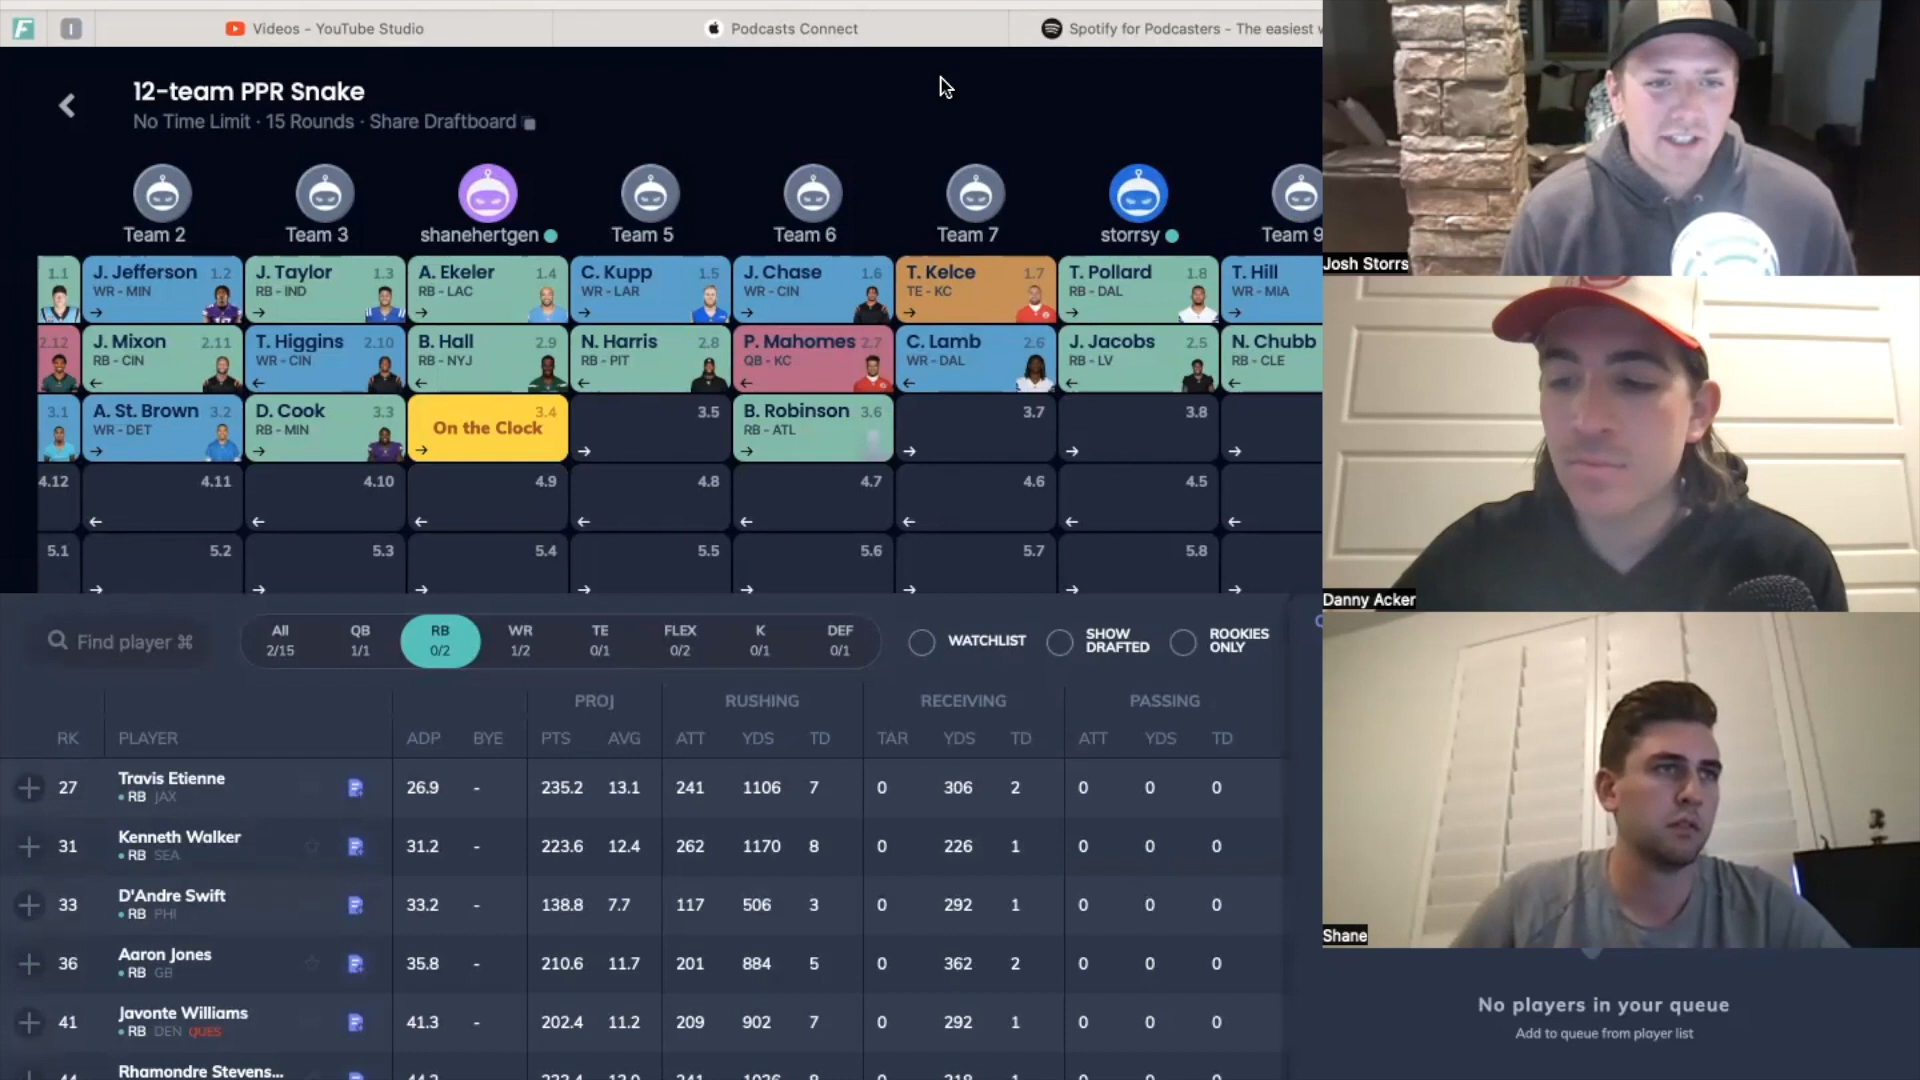 Videos - YouTube Studio
Podcasts Connect
Spotify for Podcasters - The easiest
12-team PPR Snake
No Time Limit · 15 Rounds · Share Draftboard
Team 2
Team 3
shanehertgen
Team 5
Team 6
Team 7
storrsy
Team 9
1.1
J. Jefferson 1.2
WR - MIN
J. Taylor 1.3
RB - IND
A. Ekeler 1.4
RB - LAC
C. Kupp 1.5
WR - LAR
J. Chase 1.6
WR - CIN
T. Kelce 1.7
TE - KC
T. Pollard 1.8
RB - DAL
T. Hill
WR - MIA
2.12
J. Mixon 2.11
RB - CIN
T. Higgins 2.10
WR - CIN
B. Hall 2.9
RB - NYJ
N. Harris 2.8
RB - PIT
P. Mahomes 2.7
QB - KC
C. Lamb 2.6
WR - DAL
J. Jacobs 2.5
RB - LV
N. Chubb
RB - CLE
3.1
A. St. Brown 3.2
WR - DET
D. Cook 3.3
RB - MIN
3.4
On the Clock
3.5
B. Robinson 3.6
RB - ATL
3.7
3.8
4.12 4.11 4.10 4.9 4.8 4.7 4.6 4.5
5.1 5.2 5.3 5.4 5.5 5.6 5.7 5.8
Find player ⌘
All QB RB WR TE FLEX K DEF
2/15 1/1 0/2 1/2 0/1 0/2 0/1 0/1
WATCHLIST
SHOW
DRAFTED
ROOKIES
ONLY
PROJ RUSHING RECEIVING PASSING
RK PLAYER ADP BYE PTS AVG ATT YDS TD TAR YDS TD ATT YDS TD
27 Travis Etienne 26.9 - 235.2 13.1 241 1106 7 0 306 2 0 0 0
RB JAX
31 Kenneth Walker 31.2 - 223.6 12.4 262 1170 8 0 226 1 0 0 0
RB SEA
33 D'Andre Swift 33.2 - 138.8 7.7 117 506 3 0 292 1 0 0 0
RB PHI
36 Aaron Jones 35.8 - 210.6 11.7 201 884 5 0 362 2 0 0 0
RB GB
41 Javonte Williams 41.3 - 202.4 11.2 209 902 7 0 292 1 0 0 0
RB DEN QUES
Rhamondre Stevens...
Josh Storrs
Danny Acker
Shane
No players in your queue
Add to queue from player list